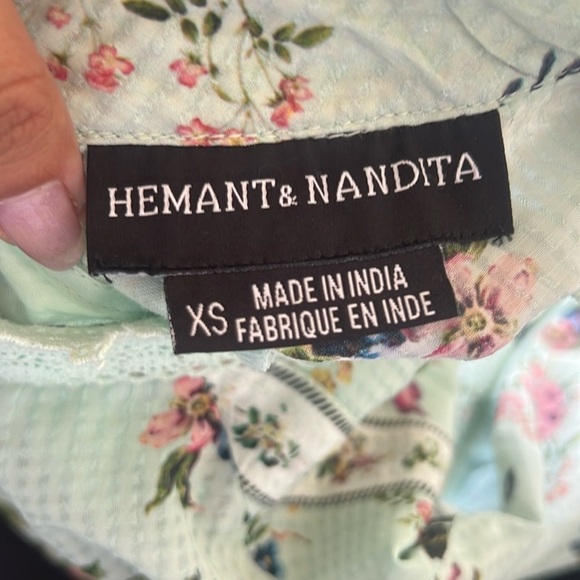 HEMANT & NANDITA
XS
MADE IN INDIA
FABRIQUE EN INDE